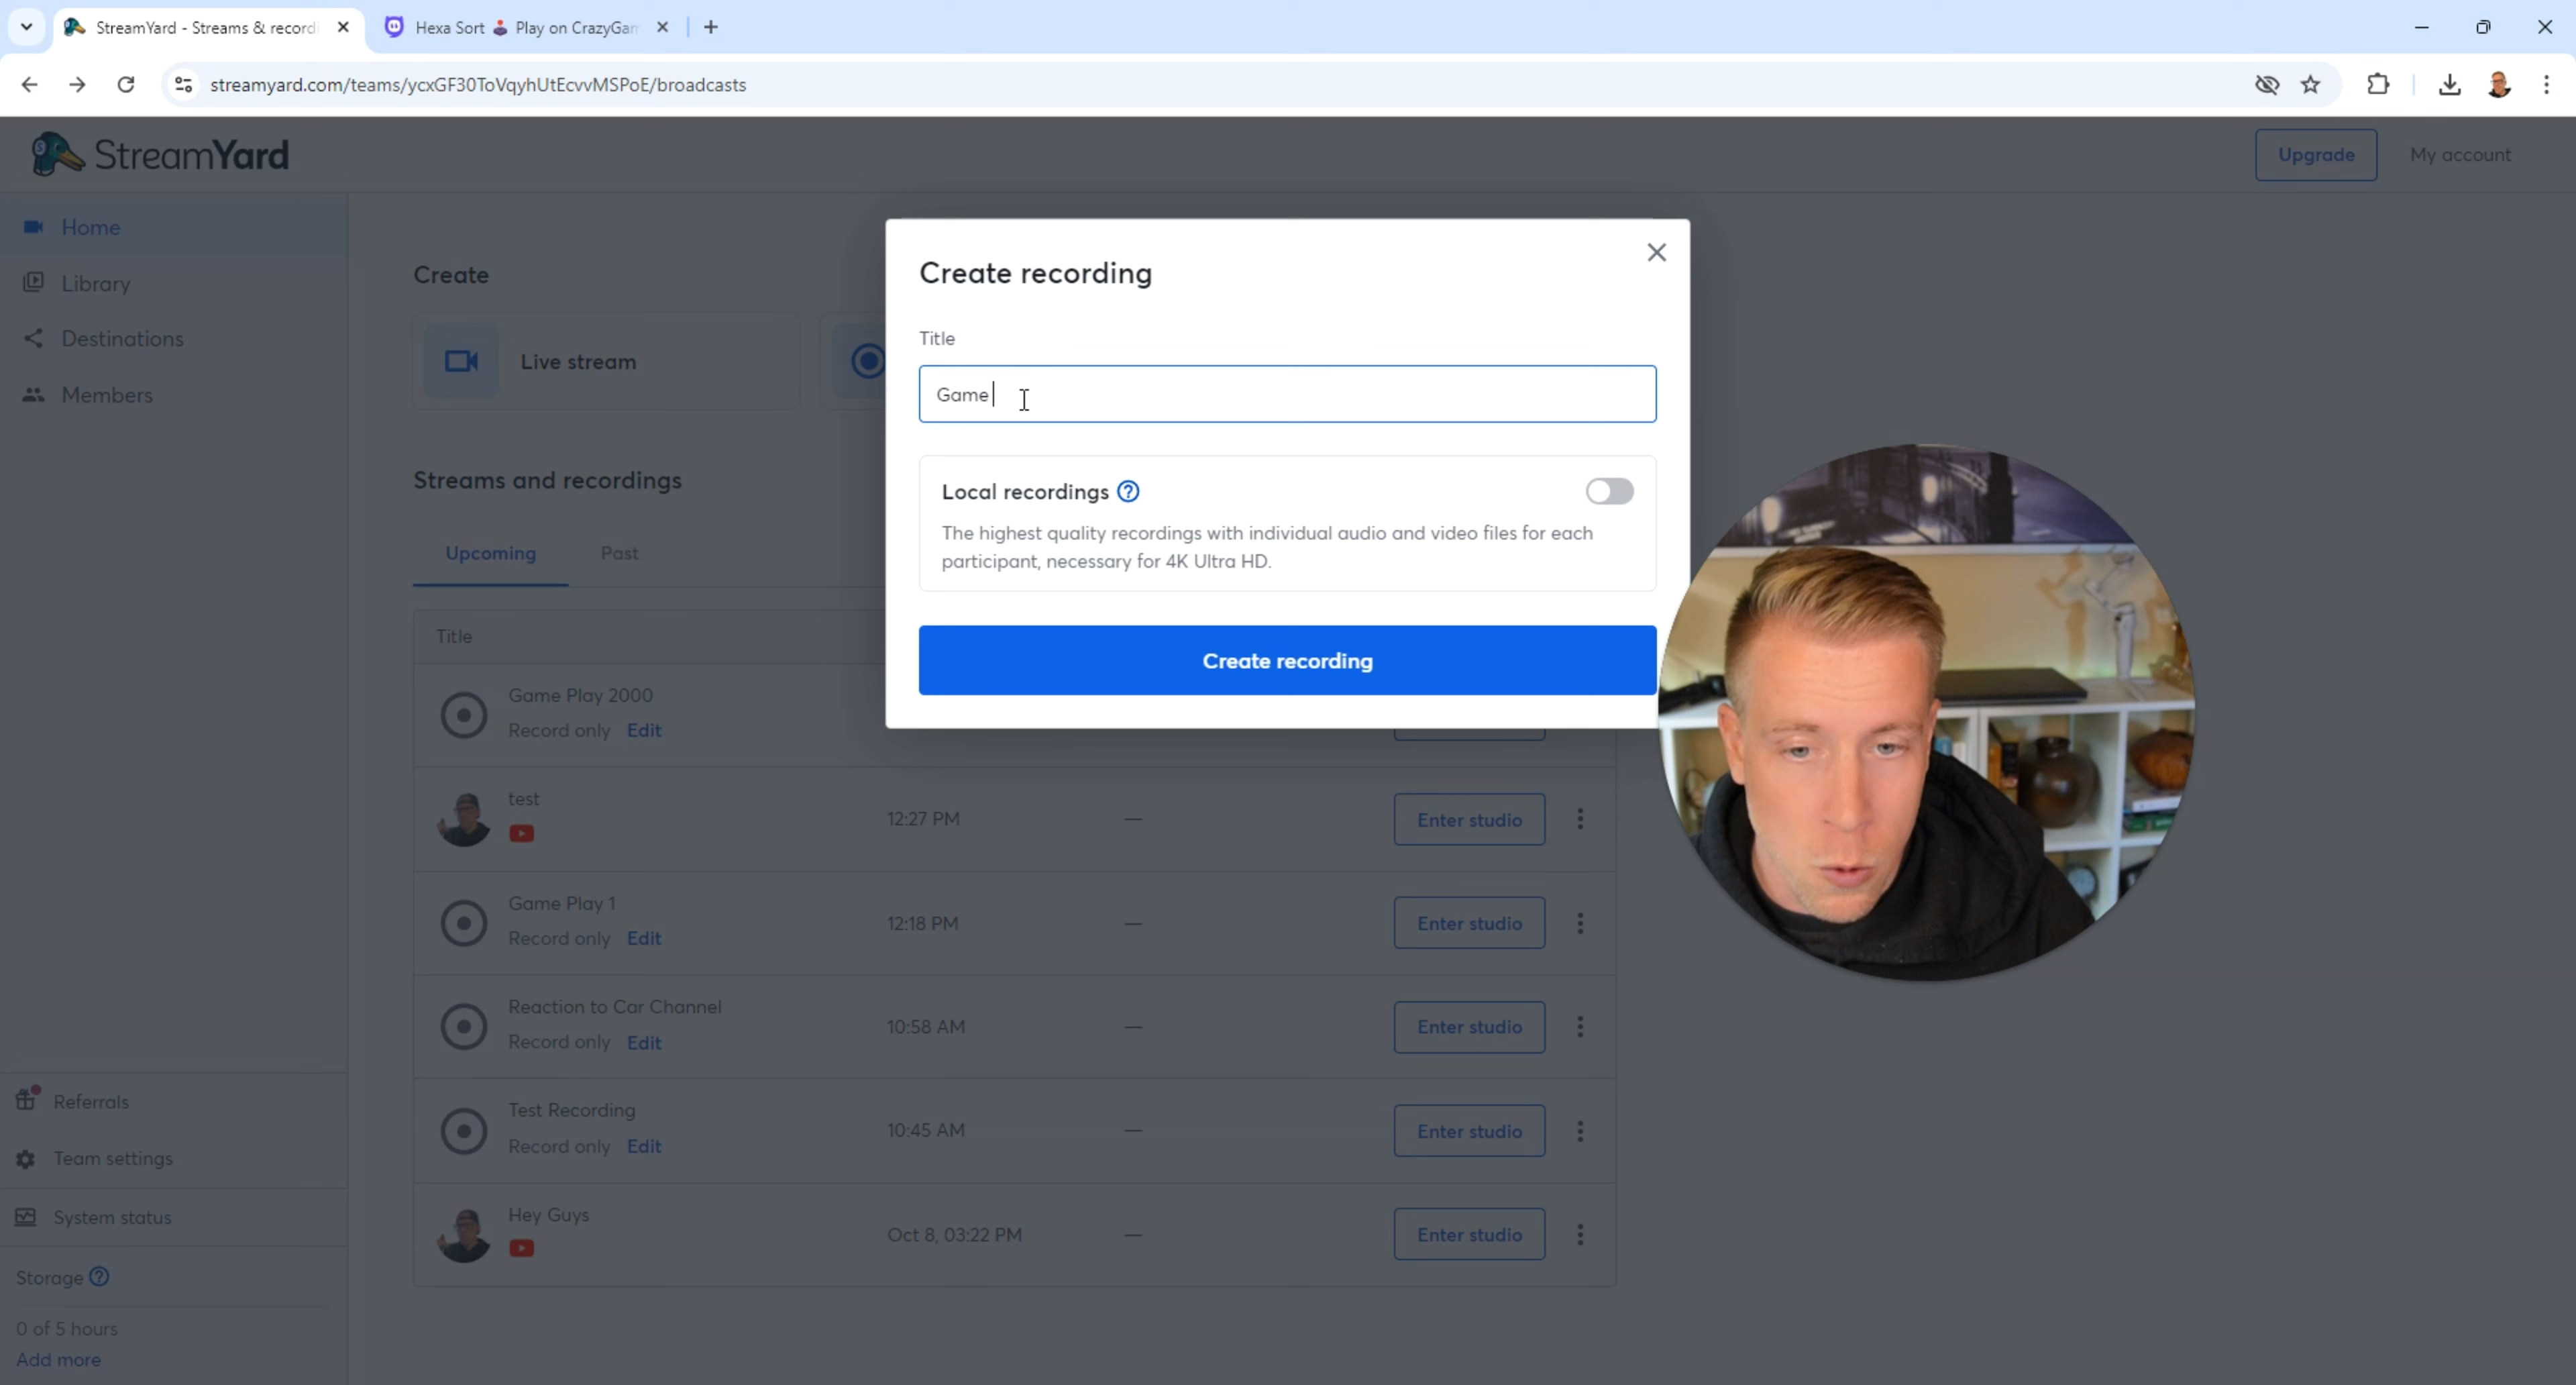 StreamYard - Streams & recordi
Hexa Sort Play on CrazyGam
streamyard.com/teams/ycxGF30ToVqyhUtEcvvMSPoE/broadcasts
StreamYard
Upgrade
My account
Home
Library
Destinations
Members
Referrals
Team settings
System status
Storage
0 of 5 hours
Add more
Create
Live stream
Streams and recordings
Upcoming
Past
Title
Game Play 2000
Record only Edit
test
12:27 PM
—
Enter studio
Game Play 1
Record only Edit
12:18 PM
—
Enter studio
Reaction to Car Channel
Record only Edit
10:58 AM
—
Enter studio
Test Recording
Record only Edit
10:45 AM
—
Enter studio
Hey Guys
Oct 8, 03:22 PM
—
Enter studio
Create recording
Title
Game
Local recordings
The highest quality recordings with individual audio and video files for each
participant, necessary for 4K Ultra HD.
Create recording